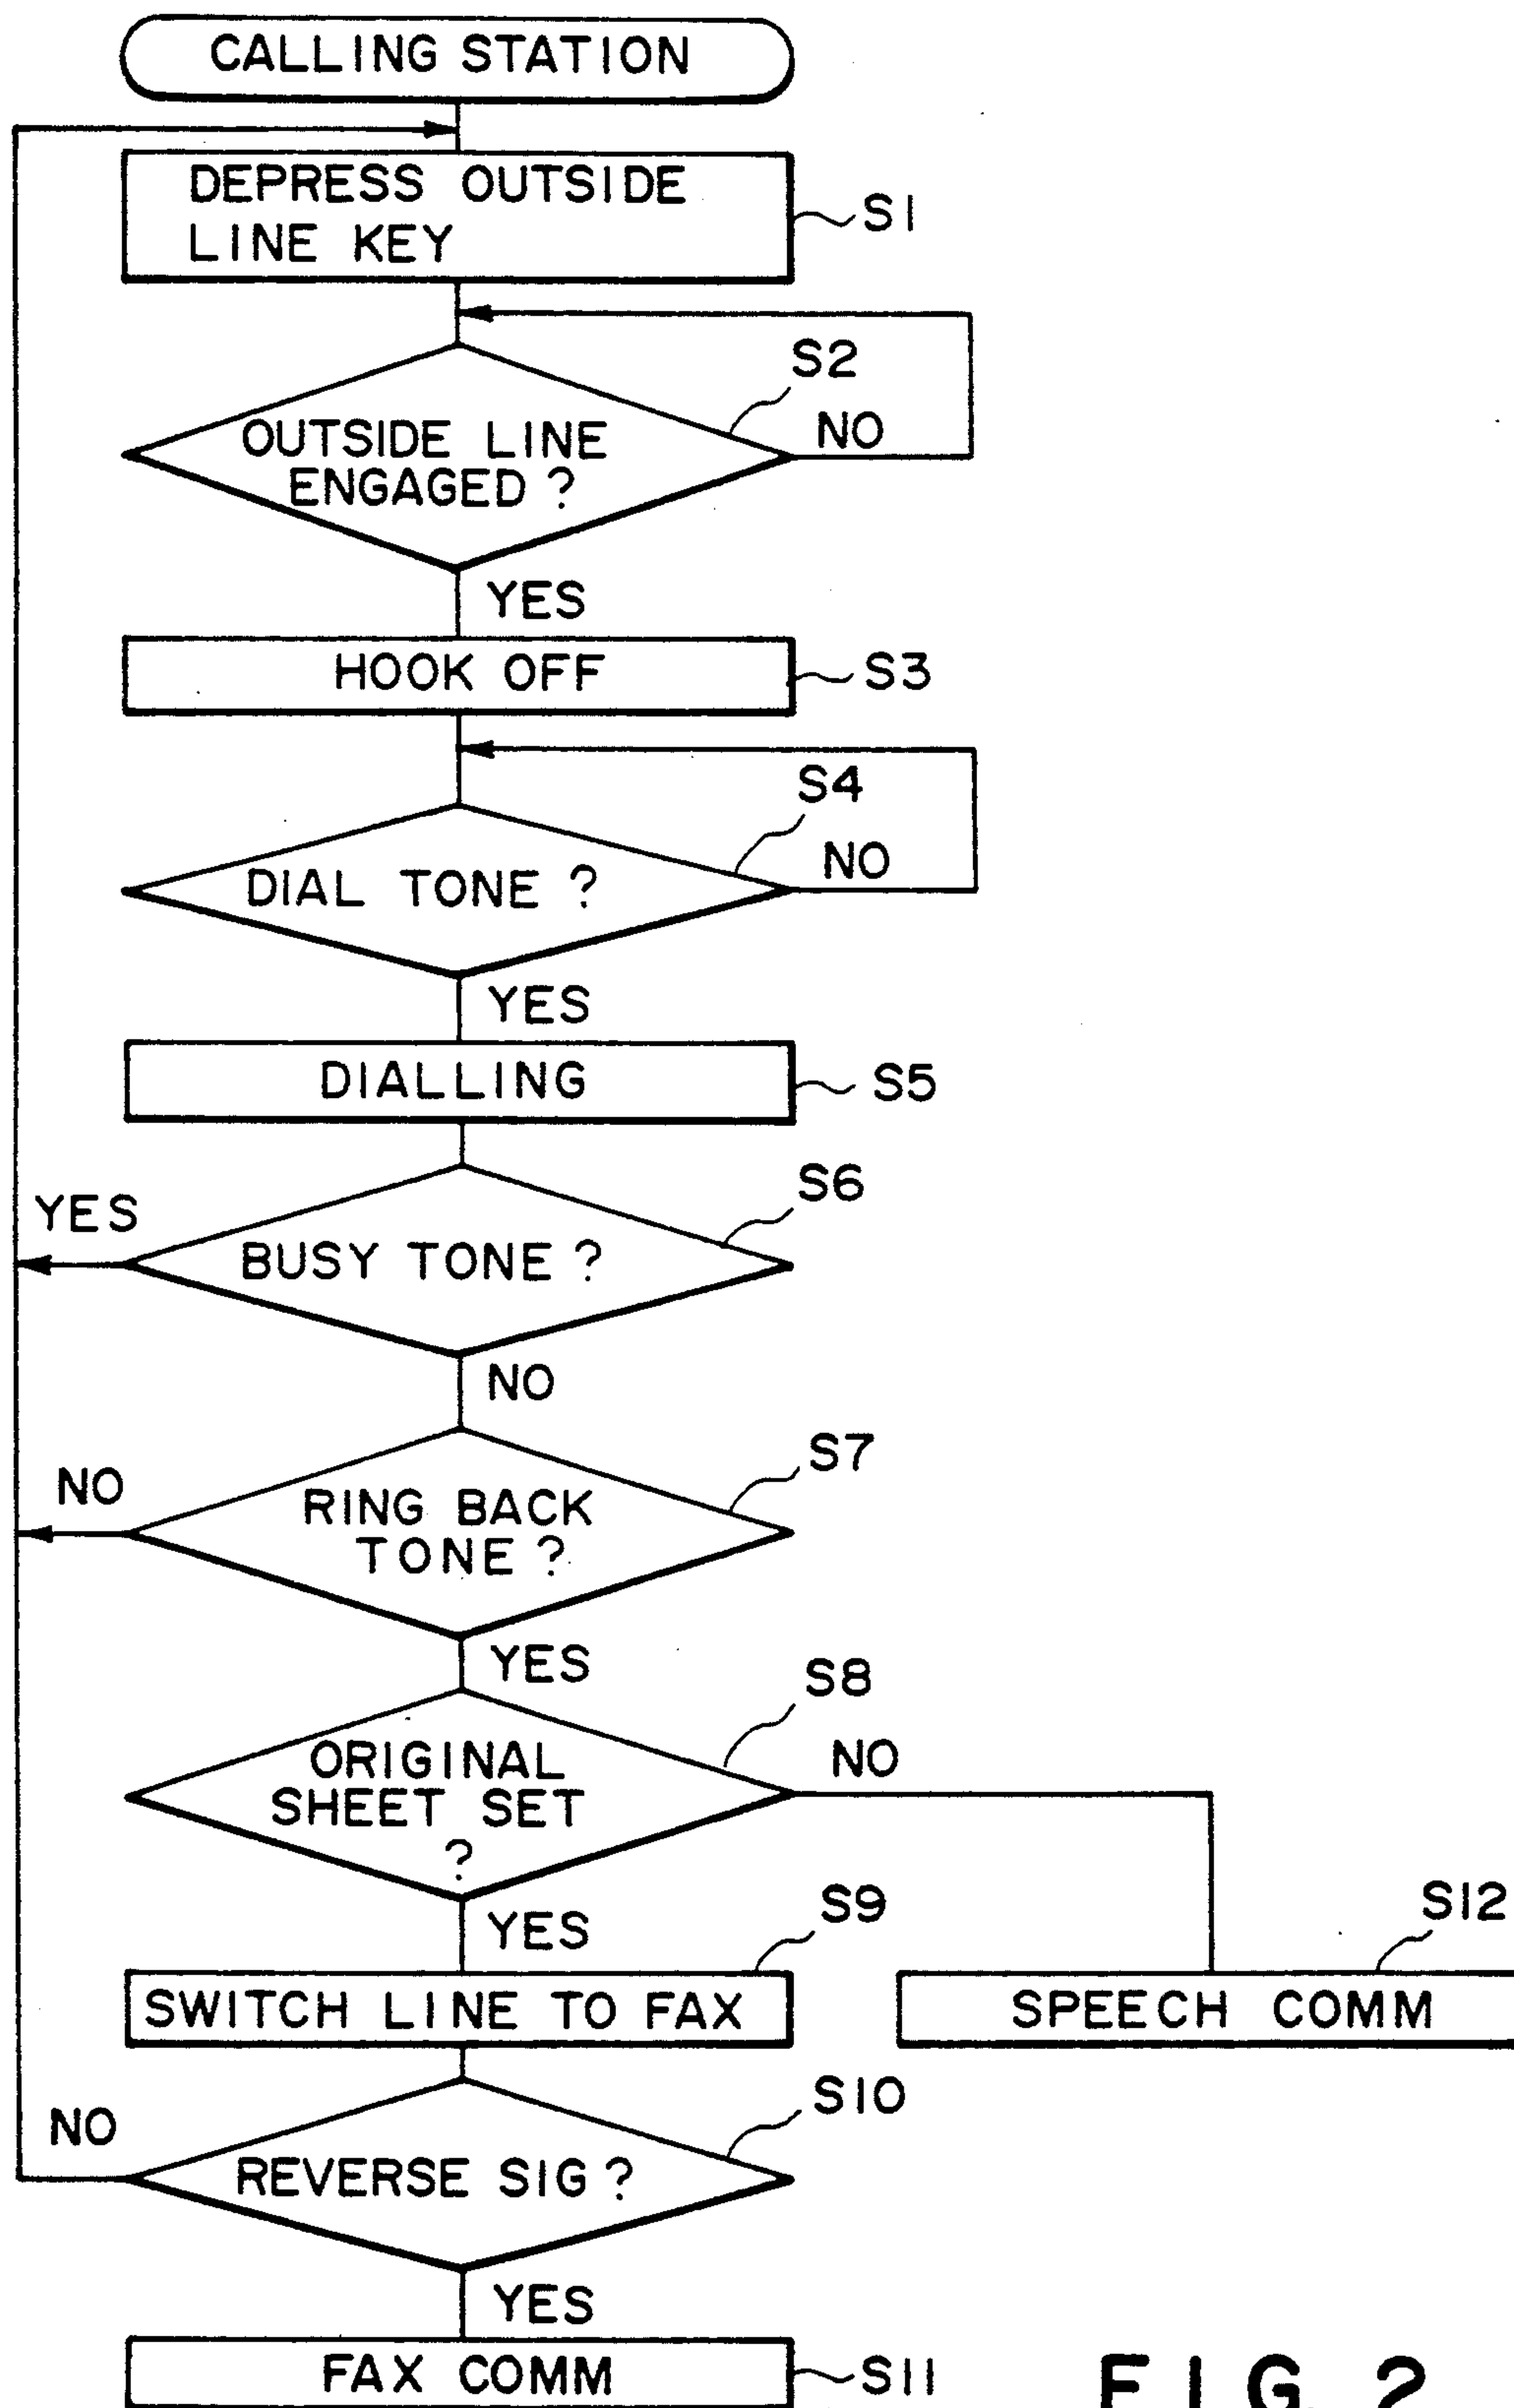 CALLING STATION
DEPRESS OUTSIDE
LINE KEY
S1
S2
OUTSIDE LINE
ENGAGED ?
NO
YES
HOOK OFF
S3
S4
DIAL TONE ?
NO
YES
DIALLING
S5
S6
YES
BUSY TONE ?
NO
S7
NO
RING BACK
TONE ?
YES
S8
ORIGINAL
SHEET SET
?
NO
YES
S9
S12
SWITCH LINE TO FAX
SPEECH COMM
S10
NO
REVERSE SIG ?
YES
FAX COMM
S11
FIG. 2